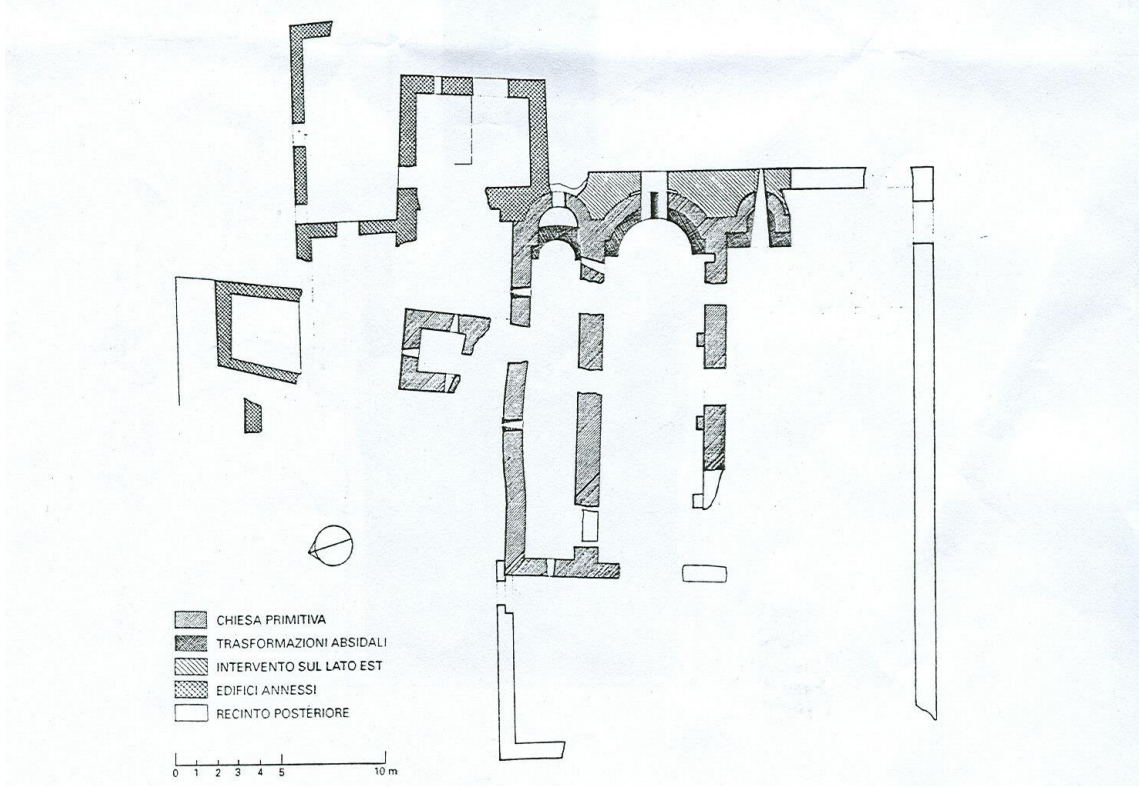 CHIESA PRIMITIVA
TRASFORMAZIONI ABSIDALI
INTERVENTO SUL LATO EST
EDIFICI ANNESSI
RECINTO POSTERIORE
0 1 2 3 4 5 10 m